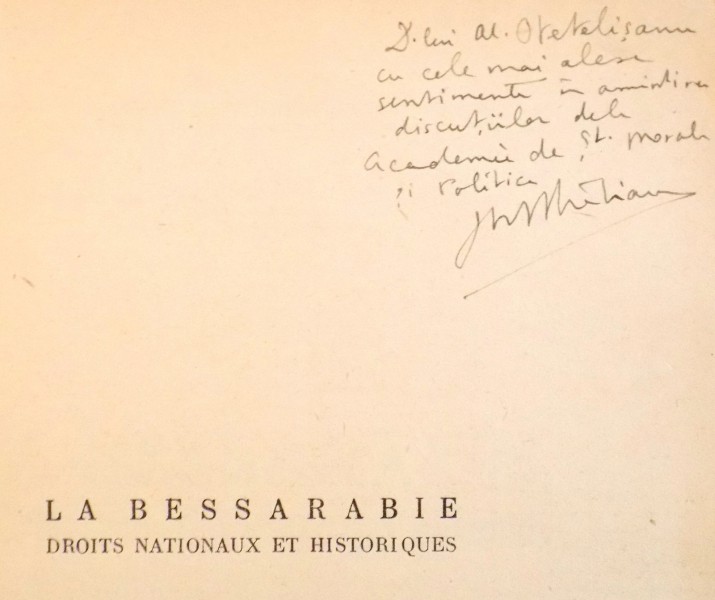 D-lui Al. Otetelișanu
cu cele mai alese
sentimente în amintirea
discuțiilor dela
Academia de Șt. Morale
și Politice
LA BESSARABIE
DROITS NATIONAUX ET HISTORIQUES